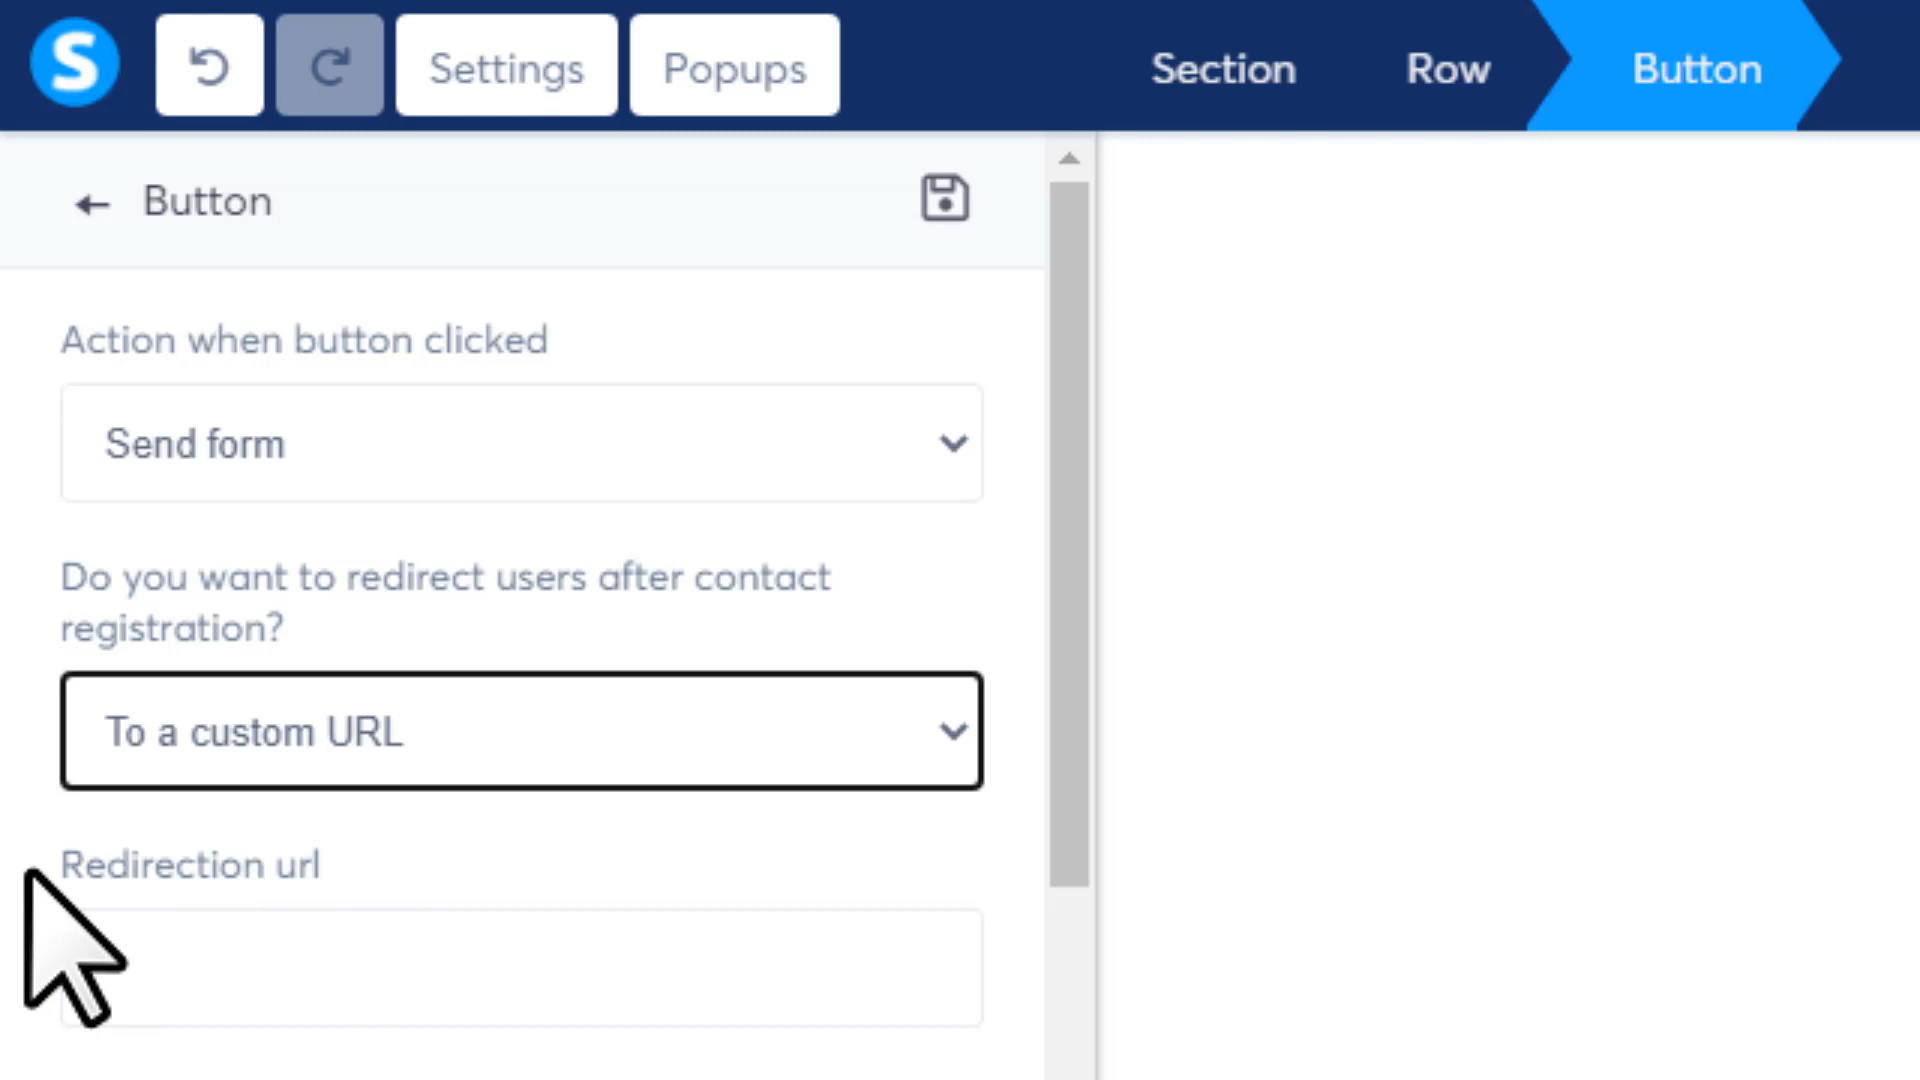 S
Settings
Popups
Section
Row
Button
Button
Action when button clicked
Send form
Do you want to redirect users after contact
registration?
To a custom URL
Redirection url